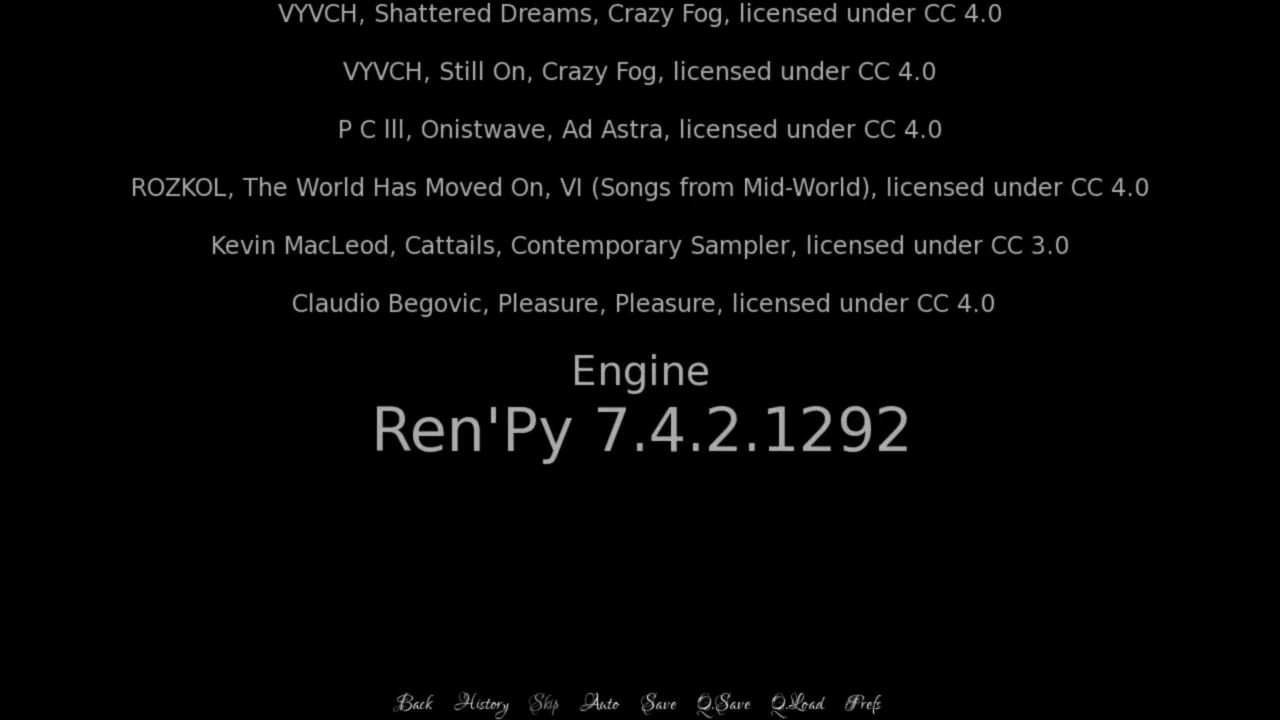 VYVCH, Shattered Dreams, Crazy Fog, licensed under CC 4.0
VYVCH, Still On, Crazy Fog, licensed under CC 4.0
P C lll, Onistwave, Ad Astra, licensed under CC 4.0
ROZKOL, The World Has Moved On, VI (Songs from Mid-World), licensed under CC 4.0
Kevin MacLeod, Cattails, Contemporary Sampler, licensed under CC 3.0
Claudio Begovic, Pleasure, Pleasure, licensed under CC 4.0
Engine
Ren'Py 7.4.2.1292
Back History Skip Auto Save Q.Save Q.Load Prefs